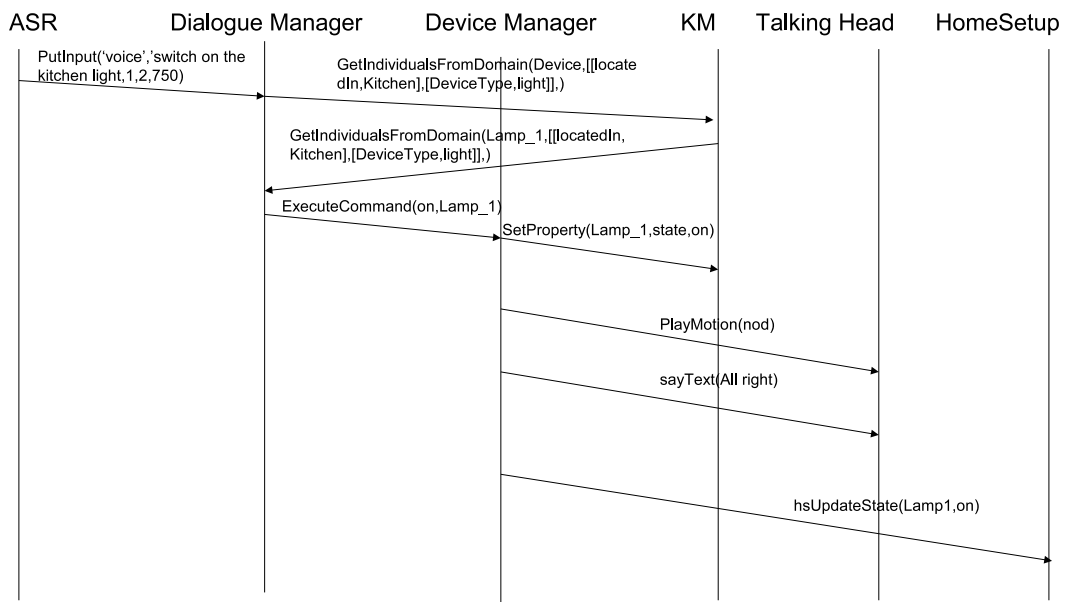 ASR Dialogue Manager Device Manager KM Talking Head HomeSetup
PutInput(‘voice’,’switch on the
kitchen light,1,2,750)
GetIndividualsFromDomain(Device,[[locate
dIn,Kitchen],[DeviceType,light]],)
GetIndividualsFromDomain(Lamp_1,[[locatedIn,
Kitchen],[DeviceType,light]],)
ExecuteCommand(on,Lamp_1)
SetProperty(Lamp_1,state,on)
PlayMotion(nod)
sayText(All right)
hsUpdateState(Lamp1,on)